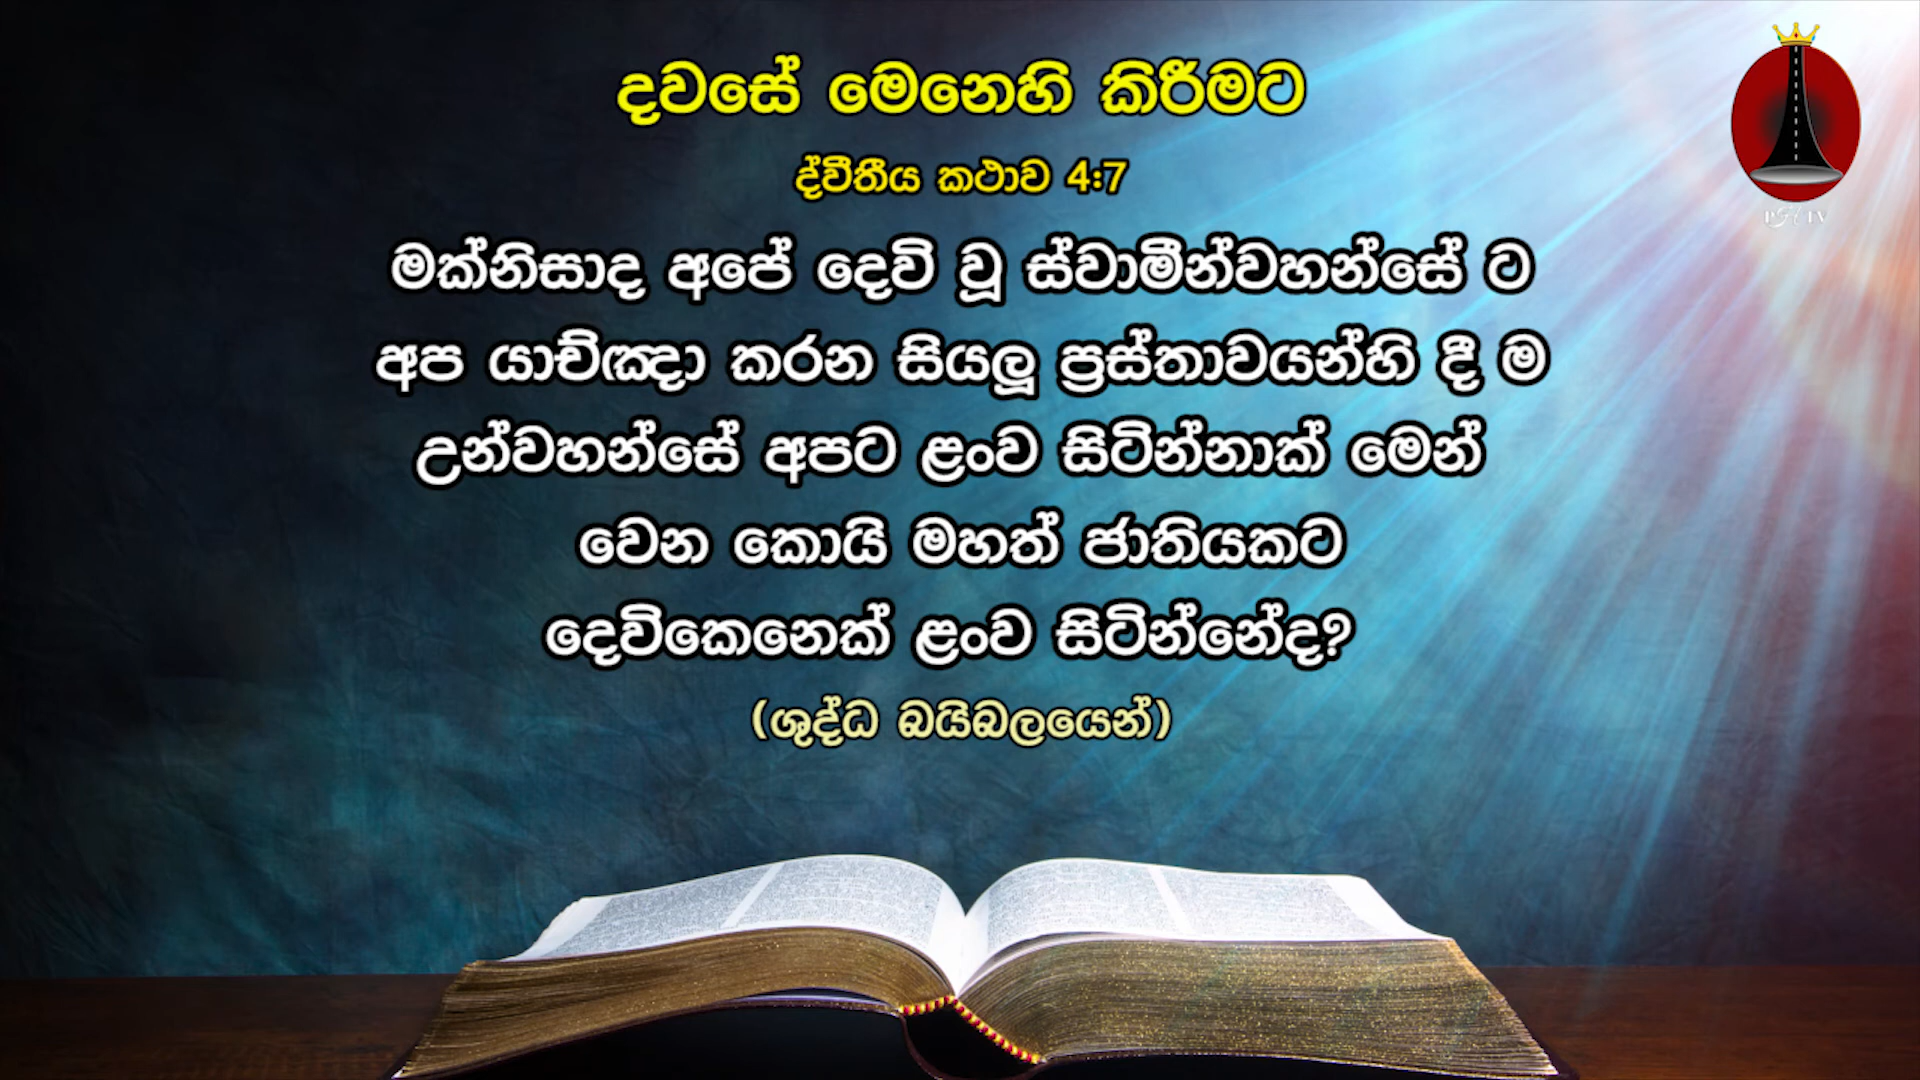 දවසේ මෙනෙහි කිරීමට
ද්වීතීය කථාව 4:7
මක්නිසාද අපේ දෙවි වූ ස්වාමීන්වහන්සේ ට
අප යාච්ඤා කරන සියලූ ප්‍රස්තාවයන්හි දී ම
උන්වහන්සේ අපට ළංව සිටින්නාක් මෙන්
වෙන කොයි මහත් ජාතියකට
දෙවිකෙනෙක් ළංව සිටින්නේද?
(ශුද්ධ බයිබලයෙන්)